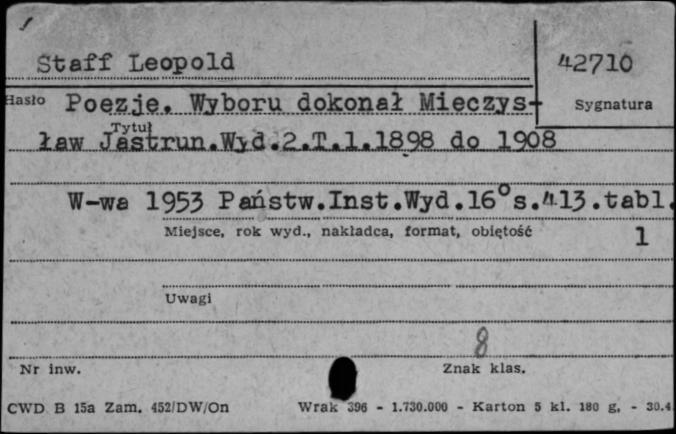 Staff Leopold
42710
Hasło
Poezje. Wyboru dokonał Mieczys-
Sygnatura
Tytuł
ław Jastrun.Wyd.2.T.1.1898 do 1908
W-wa 1953 Państw.Inst.Wyd.16°s.413.tabl.
Miejsce, rok wyd., nakładca, format, objętość
1
Uwagi
8
Nr inw.
Znak klas.
CWD B 15a Zam. 452/DW/On
Wrak 396 - 1.730.000 - Karton 5 kl. 180 g, - 30.4